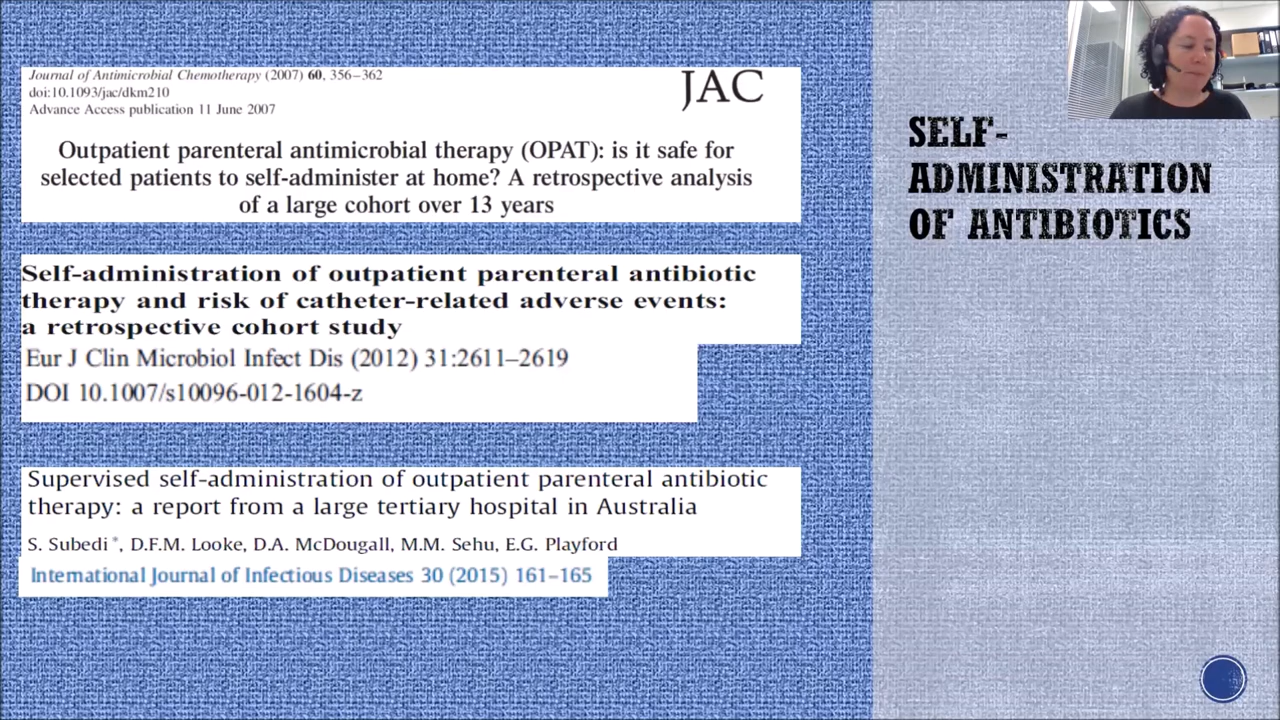 Journal of Antimicrobial Chemotherapy (2007) 60, 356–362
doi:10.1093/jac/dkm210
Advance Access publication 11 June 2007
JAC
Outpatient parenteral antimicrobial therapy (OPAT): is it safe for
selected patients to self-administer at home? A retrospective analysis
of a large cohort over 13 years
Self-administration of outpatient parenteral antibiotic
therapy and risk of catheter-related adverse events:
a retrospective cohort study
Eur J Clin Microbiol Infect Dis (2012) 31:2611–2619
DOI 10.1007/s10096-012-1604-z
Supervised self-administration of outpatient parenteral antibiotic
therapy: a report from a large tertiary hospital in Australia
S. Subedi *, D.F.M. Looke, D.A. McDougall, M.M. Sehu, E.G. Playford
International Journal of Infectious Diseases 30 (2015) 161–165
SELF-
ADMINISTRATION
OF ANTIBIOTICS